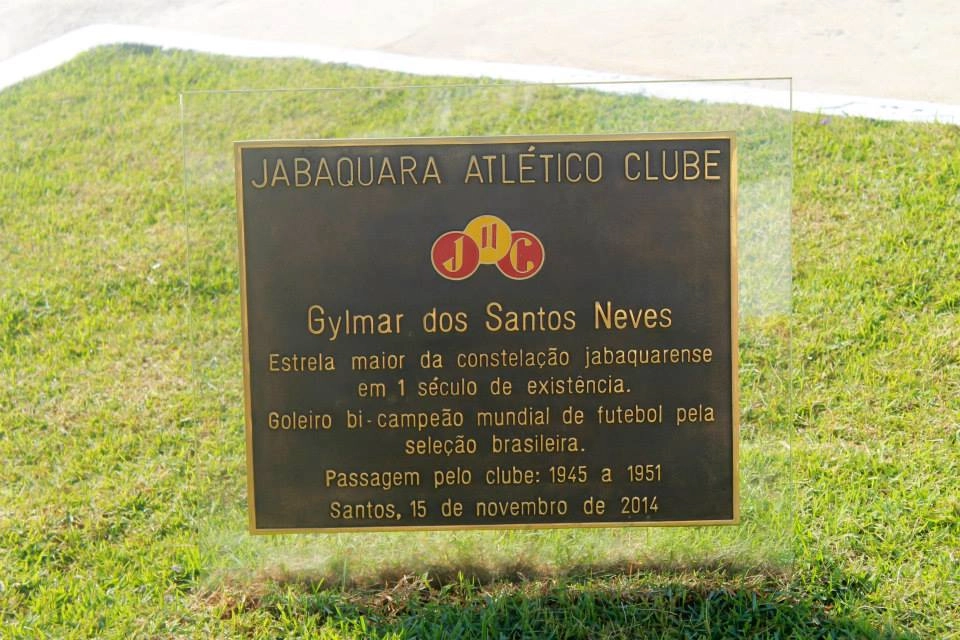 JABAQUARA ATLÉTICO CLUBE
J A C
Gylmar dos Santos Neves
Estrela maior da constelação jabaquarense
em 1 século de existência.
Goleiro bi-campeão mundial de futebol pela
seleção brasileira.
Passagem pelo clube: 1945 a 1951
Santos, 15 de novembro de 2014